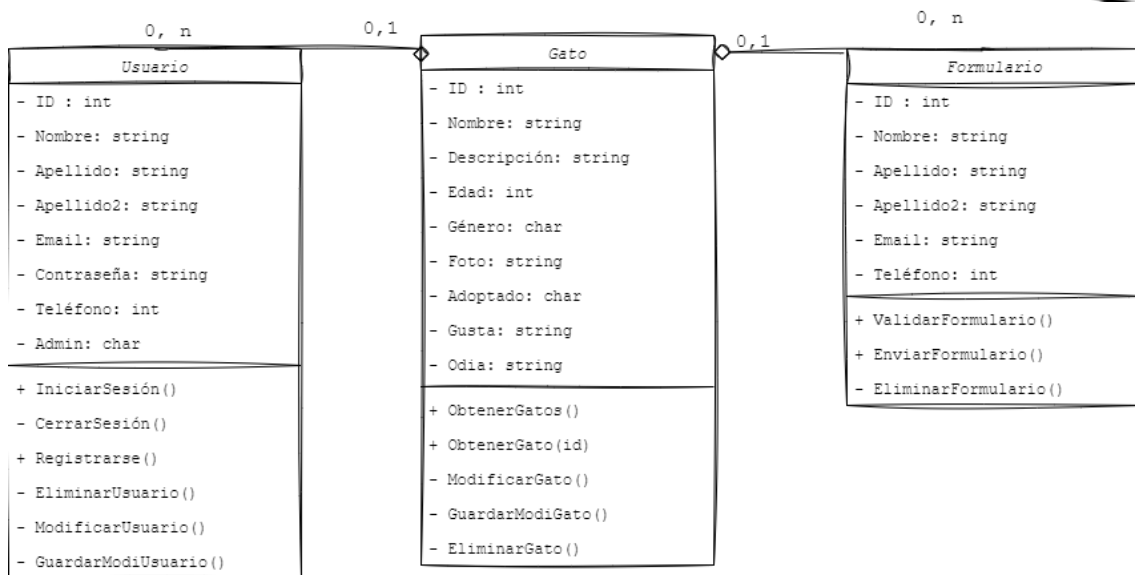 0, n
0,1
Usuario
- ID : int
- Nombre: string
- Apellido: string
- Apellido2: string
- Email: string
- Contraseña: string
- Teléfono: int
- Admin: char
+ IniciarSesión()
- CerrarSesión()
+ Registrarse()
- EliminarUsuario()
- ModificarUsuario()
- GuardarModiUsuario()
Gato
- ID : int
- Nombre: string
- Descripción: string
- Edad: int
- Género: char
- Foto: string
- Adoptado: char
- Gusta: string
- Odia: string
+ ObtenerGatos()
+ ObtenerGato(id)
- ModificarGato()
- GuardarModiGato()
- EliminarGato()
0,1
0, n
Formulario
- ID : int
- Nombre: string
- Apellido: string
- Apellido2: string
- Email: string
- Teléfono: int
+ ValidarFormulario()
+ EnviarFormulario()
- EliminarFormulario()